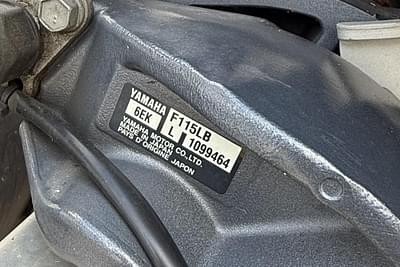 YAMAHA F115LB
6EK L 1099464
YAMAHA MOTOR CO.,LTD.
MADE IN JAPAN
PAYS D'ORIGINE JAPON